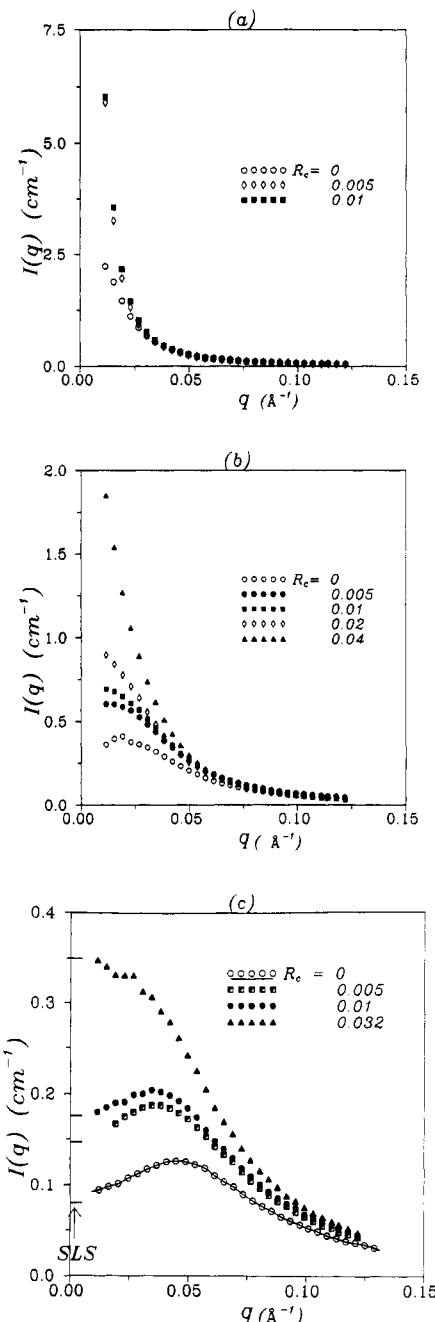 (a)
7.5
5.0
2.5
0.0
I(q) (cm⁻¹)
R_c = 0
0.005
0.01
0.00 0.05 0.10 0.15
q (Å⁻¹)
(b)
2.0
1.5
1.0
0.5
0.0
I(q) (cm⁻¹)
R_c = 0
0.005
0.01
0.02
0.04
0.00 0.05 0.10 0.15
q ( Å⁻¹)
(c)
0.4
0.3
0.2
0.1
0.0
I(q) (cm⁻¹)
R_c = 0
0.005
0.01
0.032
SLS
0.00 0.05 0.10 0.15
q (Å⁻¹)